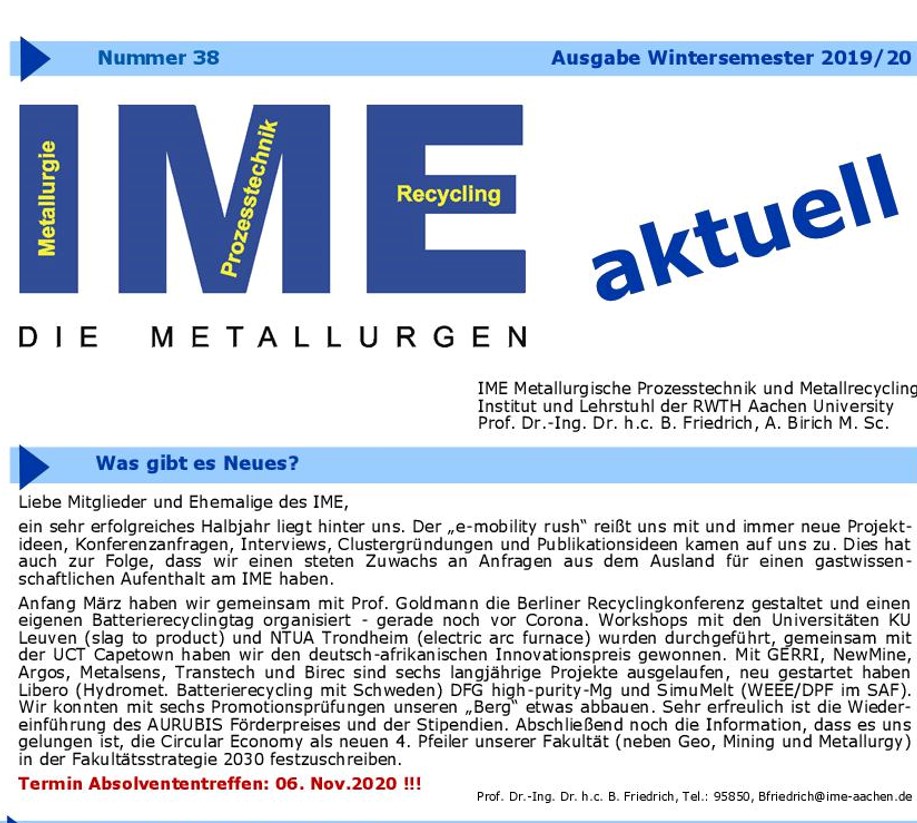 Nummer 38 Ausgabe Wintersemester 2019/20
IME
Metallurgie
Prozesstechnik
Recycling
aktuell
DIE METALLURGEN
IME Metallurgische Prozesstechnik und Metallrecycling
Institut und Lehrstuhl der RWTH Aachen University
Prof. Dr.-Ing. Dr. h.c. B. Friedrich, A. Birich M. Sc.
Was gibt es Neues?
Liebe Mitglieder und Ehemalige des IME,
ein sehr erfolgreiches Halbjahr liegt hinter uns. Der „e-mobility rush“ reißt uns mit und immer neue Projekt-
ideen, Konferenzanfragen, Interviews, Clustergründungen und Publikationsideen kamen auf uns zu. Dies hat
auch zur Folge, dass wir einen steten Zuwachs an Anfragen aus dem Ausland für einen gastwissen-
schaftlichen Aufenthalt am IME haben.
Anfang März haben wir gemeinsam mit Prof. Goldmann die Berliner Recyclingkonferenz gestaltet und einen
eigenen Batterierecyclingtag organisiert - gerade noch vor Corona. Workshops mit den Universitäten KU
Leuven (slag to product) und NTUA Trondheim (electric arc furnace) wurden durchgeführt, gemeinsam mit
der UCT Capetown haben wir den deutsch-afrikanischen Innovationspreis gewonnen. Mit GERRI, NewMine,
Argos, Metalsens, Transtech und Birec sind sechs langjährige Projekte ausgelaufen, neu gestartet haben
Libero (Hydromet. Batterierecycling mit Schweden) DFG high-purity-Mg und SimuMelt (WEEE/DPF im SAF).
Wir konnten mit sechs Promotionsprüfungen unseren „Berg“ etwas abbauen. Sehr erfreulich ist die Wieder-
einführung des AURUBIS Förderpreises und der Stipendien. Abschließend noch die Information, dass es uns
gelungen ist, die Circular Economy als neuen 4. Pfeiler unserer Fakultät (neben Geo, Mining und Metallurgy)
in der Fakultätsstrategie 2030 festzuschreiben.
Termin Absolvententreffen: 06. Nov.2020 !!!
Prof. Dr.-Ing. Dr. h.c. B. Friedrich, Tel.: 95850, Bfriedrich@ime-aachen.de